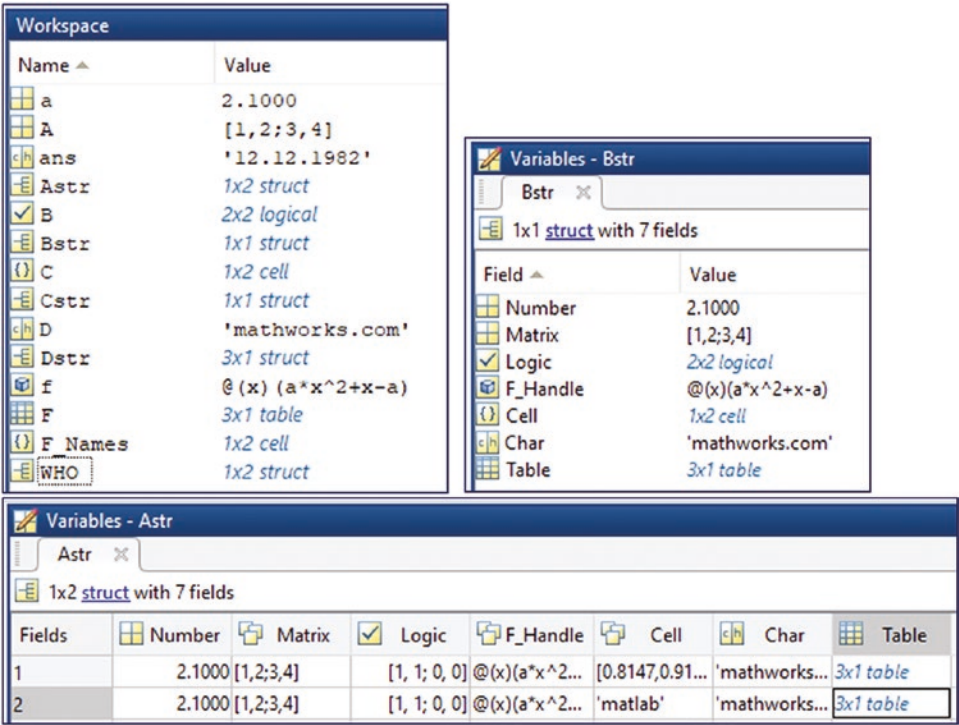 Workspace
Name Value
a 2.1000
A [1,2;3,4]
ans '12.12.1982'
Astr 1x2 struct
B 2x2 logical
Bstr 1x1 struct
C 1x2 cell
Cstr 1x1 struct
D 'mathworks.com'
Dstr 3x1 struct
f @(x)(a*x^2+x-a)
F 3x1 table
F_Names 1x2 cell
WHO 1x2 struct
Variables - Bstr
Bstr
1x1 struct with 7 fields
Field Value
Number 2.1000
Matrix [1,2;3,4]
Logic 2x2 logical
F_Handle @(x)(a*x^2+x-a)
Cell 1x2 cell
Char 'mathworks.com'
Table 3x1 table
Variables - Astr
Astr
1x2 struct with 7 fields
Fields Number Matrix Logic F_Handle Cell Char Table
1 2.1000 [1,2;3,4] [1, 1; 0, 0] @(x)(a*x^2... [0.8147,0.91... 'mathworks... 3x1 table
2 2.1000 [1,2;3,4] [1, 1; 0, 0] @(x)(a*x^2... 'matlab' 'mathworks... 3x1 table